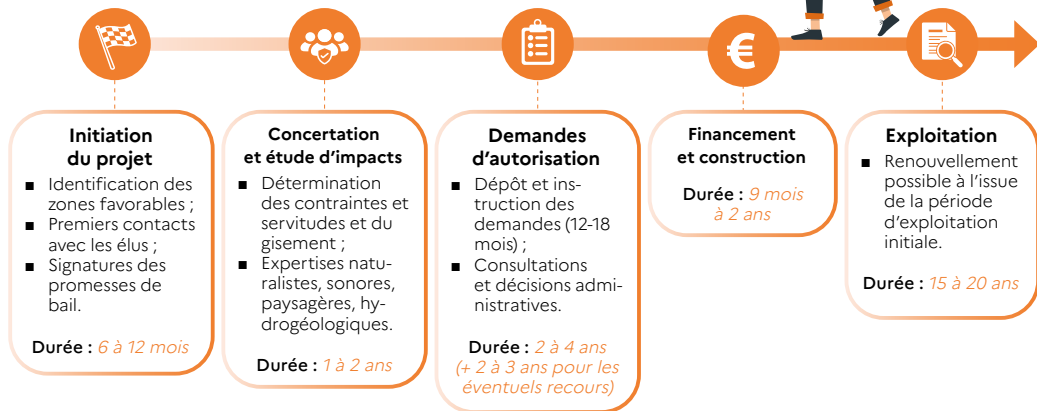 €
Initiation
du projet
■ Identification des
zones favorables ;
■ Premiers contacts
avec les élus ;
■ Signatures des
promesses de
bail.
Durée : 6 à 12 mois
Concertation
et étude d'impacts
■ Détermination
des contraintes et
servitudes et du
gisement ;
■ Expertises natu-
ralistes, sonores,
paysagères, hy-
drogéologiques.
Durée : 1 à 2 ans
Demandes
d'autorisation
■ Dépôt et ins-
truction des
demandes (12-18
mois) ;
■ Consultations
et décisions admi-
nistratives.
Durée : 2 à 4 ans
(+ 2 à 3 ans pour les
éventuels recours)
Financement
et construction
Durée : 9 mois
à 2 ans
Exploitation
■ Renouvellement
possible à l'issue
de la période
d'exploitation
initiale.
Durée : 15 à 20 ans